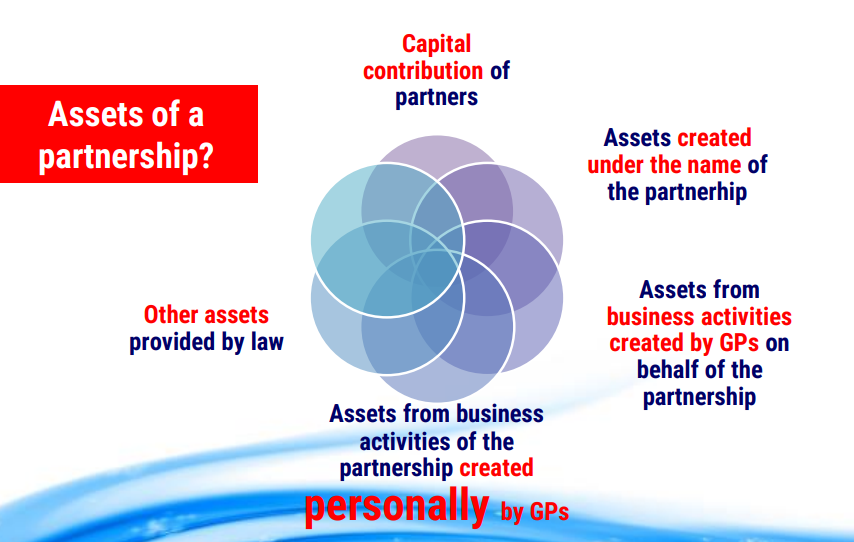 Assets of a
partnership?
Capital
contribution of
partners
Assets created
under the name of
the partnerhip
Assets from
business activities
created by GPs on
behalf of the
partnership
Assets from business
activities of the
partnership created
personally by GPs
Other assets
provided by law